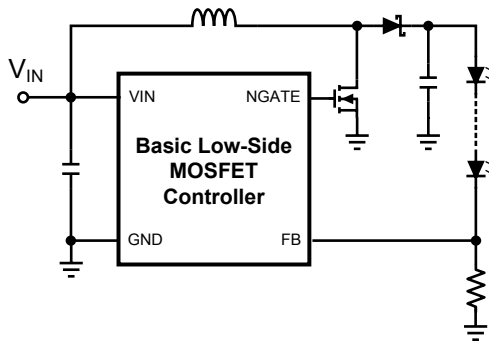 V_IN
VIN NGATE
Basic Low-Side
MOSFET
Controller
GND FB